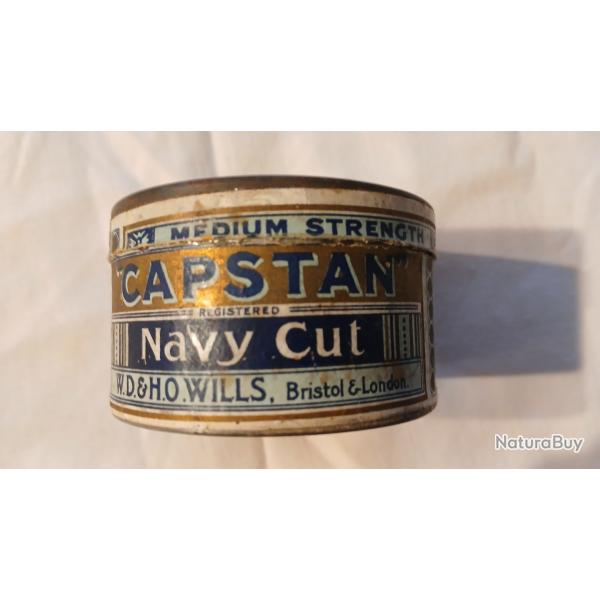 MEDIUM STRENGTH
"CAPSTAN"
REGISTERED
Navy Cut
W.D.&H.O.WILLS, Bristol & London.
NaturaBuy